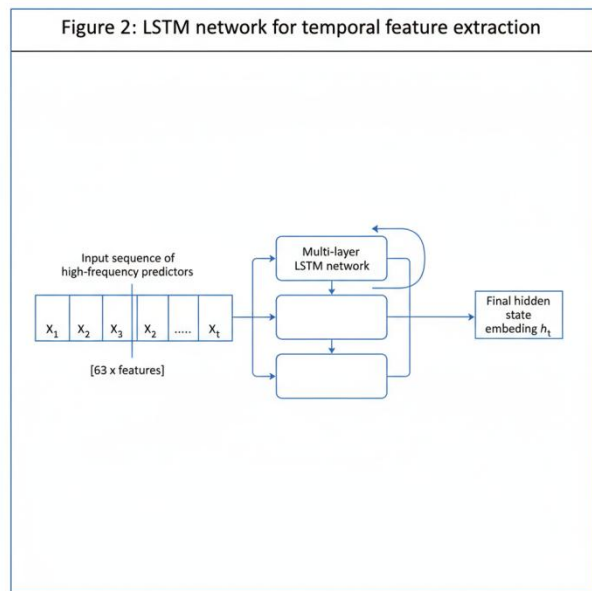 Figure 2: LSTM network for temporal feature extraction
Input sequence of
high-frequency predictors
X₁ X₂ X₃ X₂ ..... Xₜ
[63 x features]
Multi-layer
LSTM network
Final hidden
state
embeding hₜ